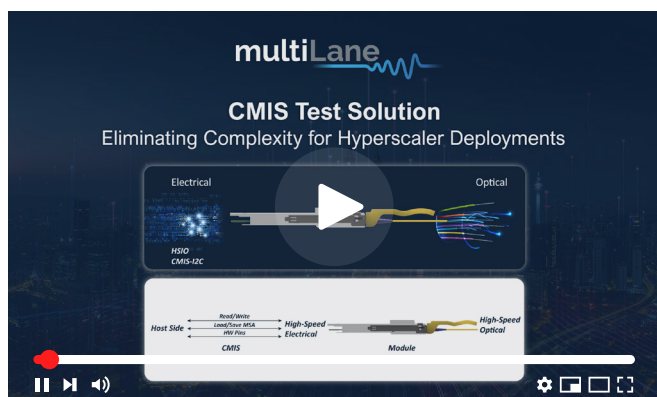 multiLane
CMIS Test Solution
Eliminating Complexity for Hyperscaler Deployments
Electrical
Optical
HSIO
CMIS-I2C
Host Side
Read/Write
Load/Save MSA
HW Pins
CMIS
High-Speed
Electrical
Module
High-Speed
Optical